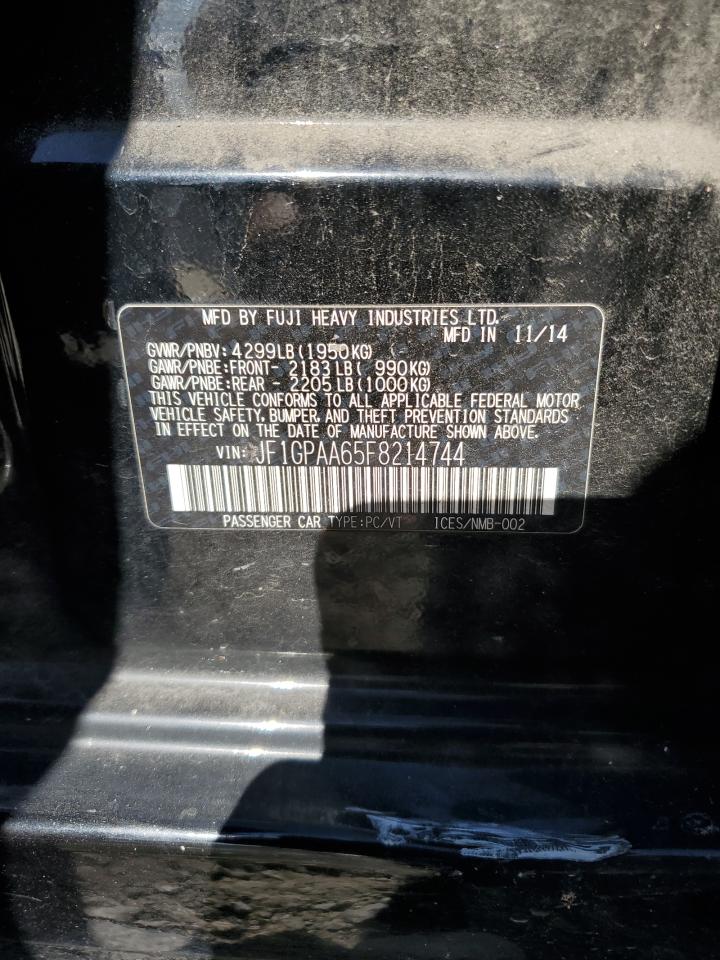 MFD BY FUJI HEAVY INDUSTRIES LTD.
MFD IN 11/14
GVWR/PNBV: 4299LB(1950KG)
GAWR/PNBE:FRONT- 2183LB( 990KG)
GAWR/PNBE:REAR - 2205LB(1000KG)
THIS VEHICLE CONFORMS TO ALL APPLICABLE FEDERAL MOTOR
VEHICLE SAFETY, BUMPER, AND THEFT PREVENTION STANDARDS
IN EFFECT ON THE DATE OF MANUFACTURE SHOWN ABOVE.
VIN: JF1GPAA65F8214744
PASSENGER CAR TYPE:PC/VT ICES/NMB-002